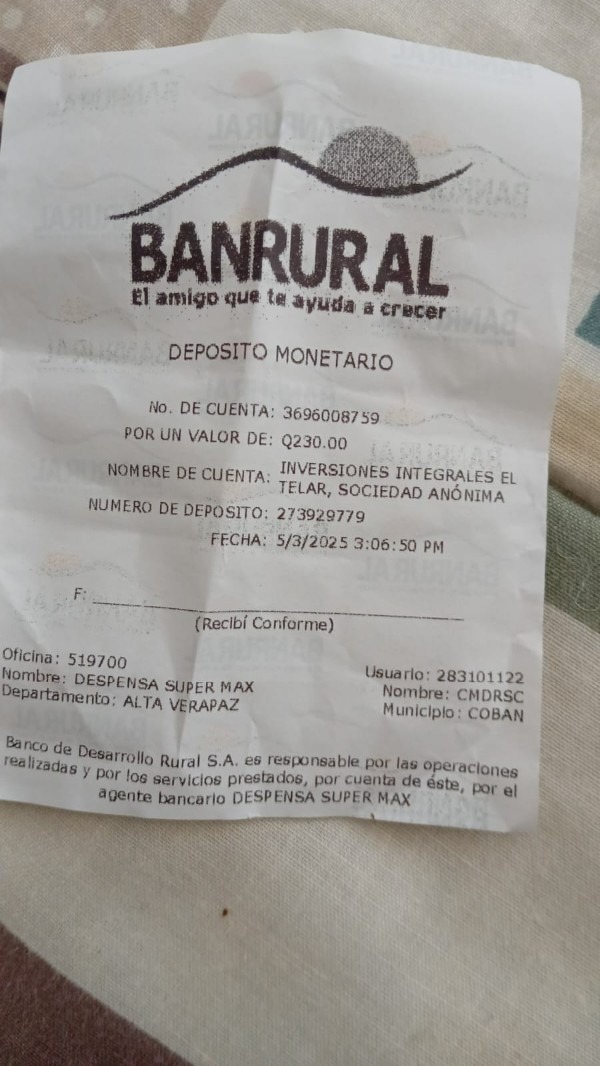 BANRURAL
El amigo que te ayuda a crecer
DEPOSITO MONETARIO
No. DE CUENTA: 3696008759
POR UN VALOR DE: Q230.00
NOMBRE DE CUENTA: INVERSIONES INTEGRALES EL
TELAR, SOCIEDAD ANÓNIMA
NUMERO DE DEPOSITO: 273929779
FECHA: 5/3/2025 3:06:50 PM
F:
(Recibí Conforme)
Oficina: 519700
Nombre: DESPENSA SUPER MAX
Departamento: ALTA VERAPAZ
Usuario: 283101122
Nombre: CMDRSC
Municipio: COBAN
Banco de Desarrollo Rural S.A. es responsable por las operaciones
realizadas y por los servicios prestados, por cuenta de éste, por el
agente bancario DESPENSA SUPER MAX